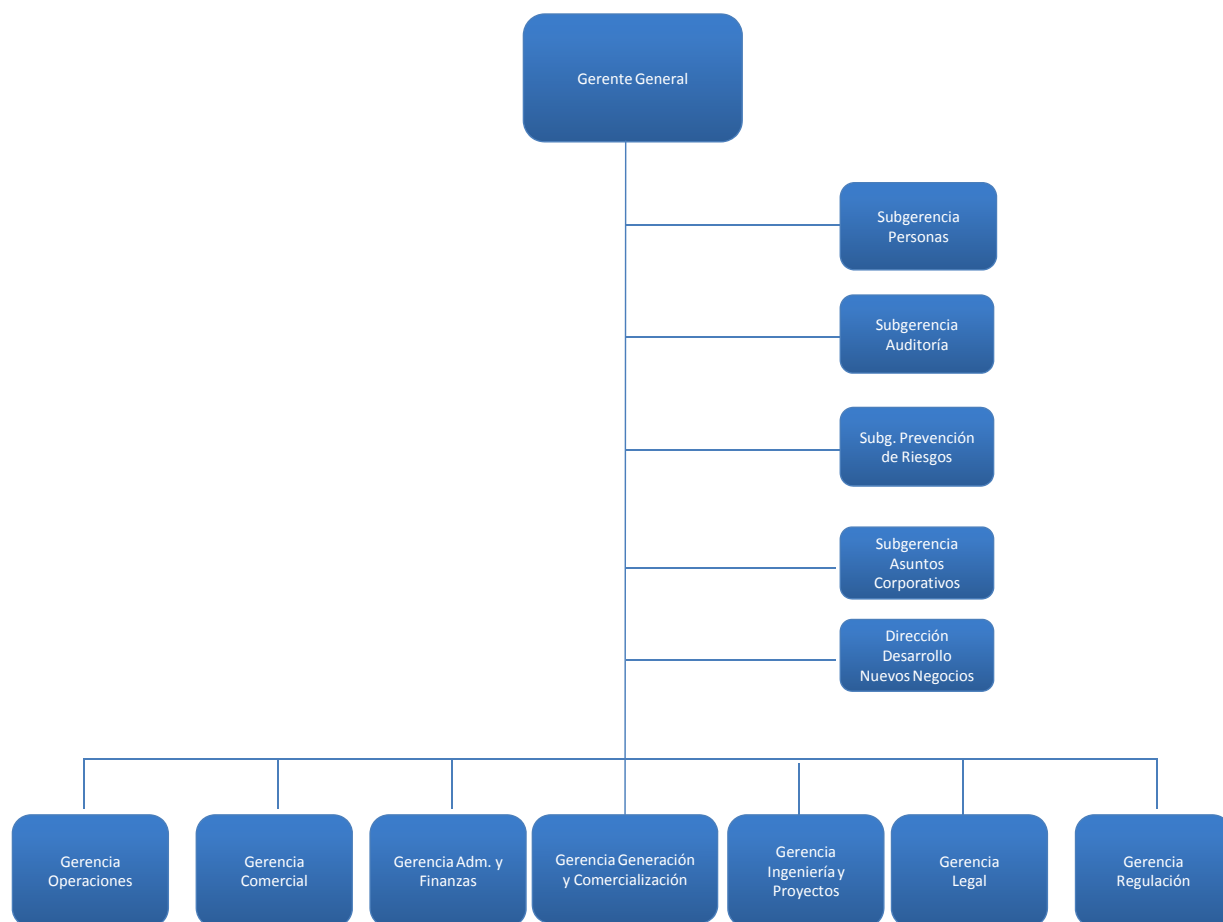 Gerente General
Subgerencia
Personas
Subgerencia
Auditoría
Subg. Prevención
de Riesgos
Subgerencia
Asuntos
Corporativos
Dirección
Desarrollo
Nuevos Negocios
Gerencia
Operaciones
Gerencia
Comercial
Gerencia Adm. y
Finanzas
Gerencia Generación
y Comercialización
Gerencia
Ingeniería y
Proyectos
Gerencia
Legal
Gerencia
Regulación